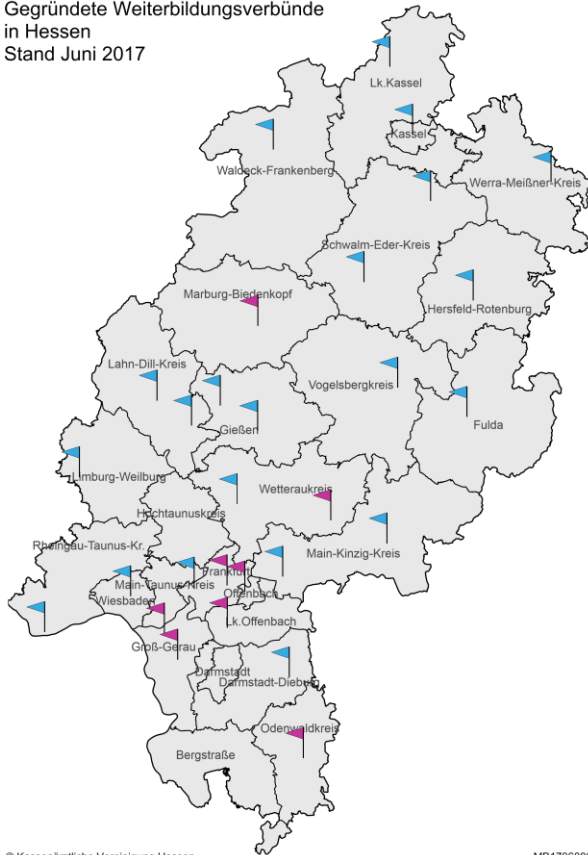 Gegründete Weiterbildungsverbünde
in Hessen
Stand Juni 2017
Lk.Kassel
Kassel
Waldeck-Frankenberg
Werra-Meißner-Kreis
Schwalm-Eder-Kreis
Marburg-Biedenkopf
Hersfeld-Rotenburg
Lahn-Dill-Kreis
Vogelsbergkreis
Gießen
Fulda
Limburg-Weilburg
Wetteraukreis
Hochtaunuskreis
Rheingau-Taunus-Kr.
Main-Kinzig-Kreis
Frankfurt
Main-Taunus-Kreis
Offenbach
Wiesbaden
Lk.Offenbach
Groß-Gerau
Darmstadt
Darmstadt-Dieburg
Odenwaldkreis
Bergstraße